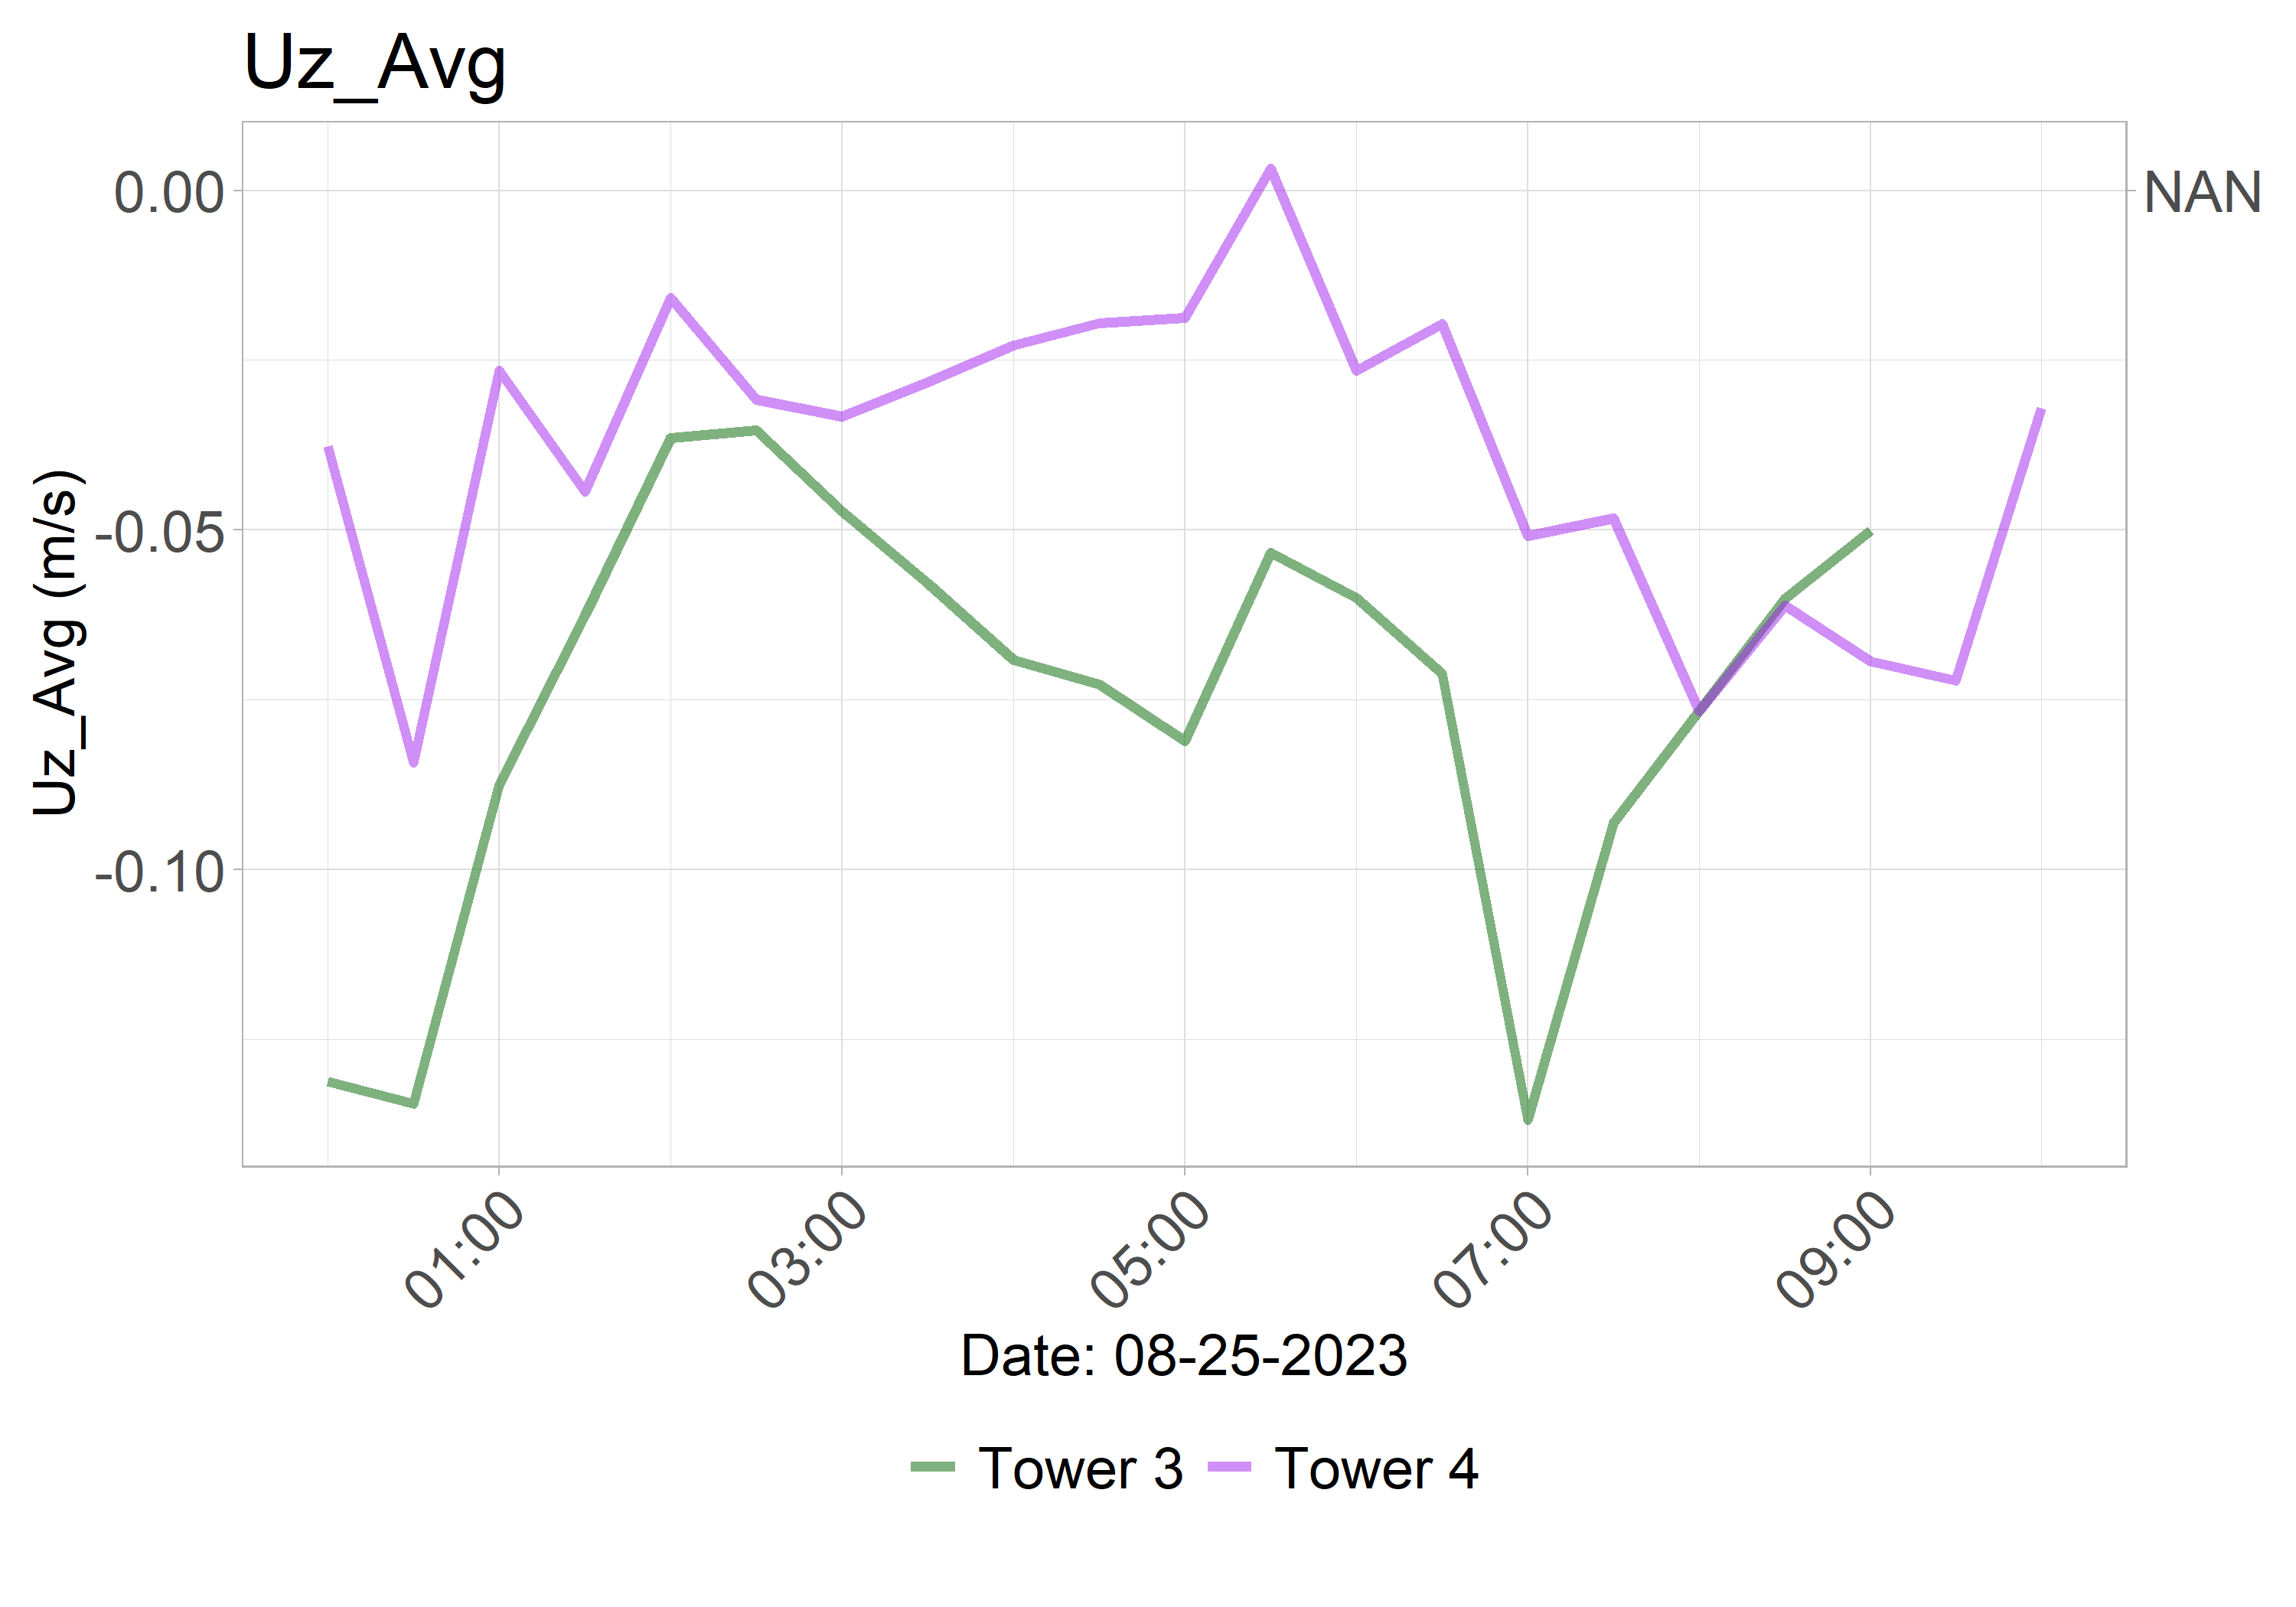 Uz_Avg
0.00
NAN
-0.05
-0.10
Uz_Avg (m/s)
01:00
03:00
05:00
07:00
09:00
Date: 08-25-2023
Tower 3
Tower 4